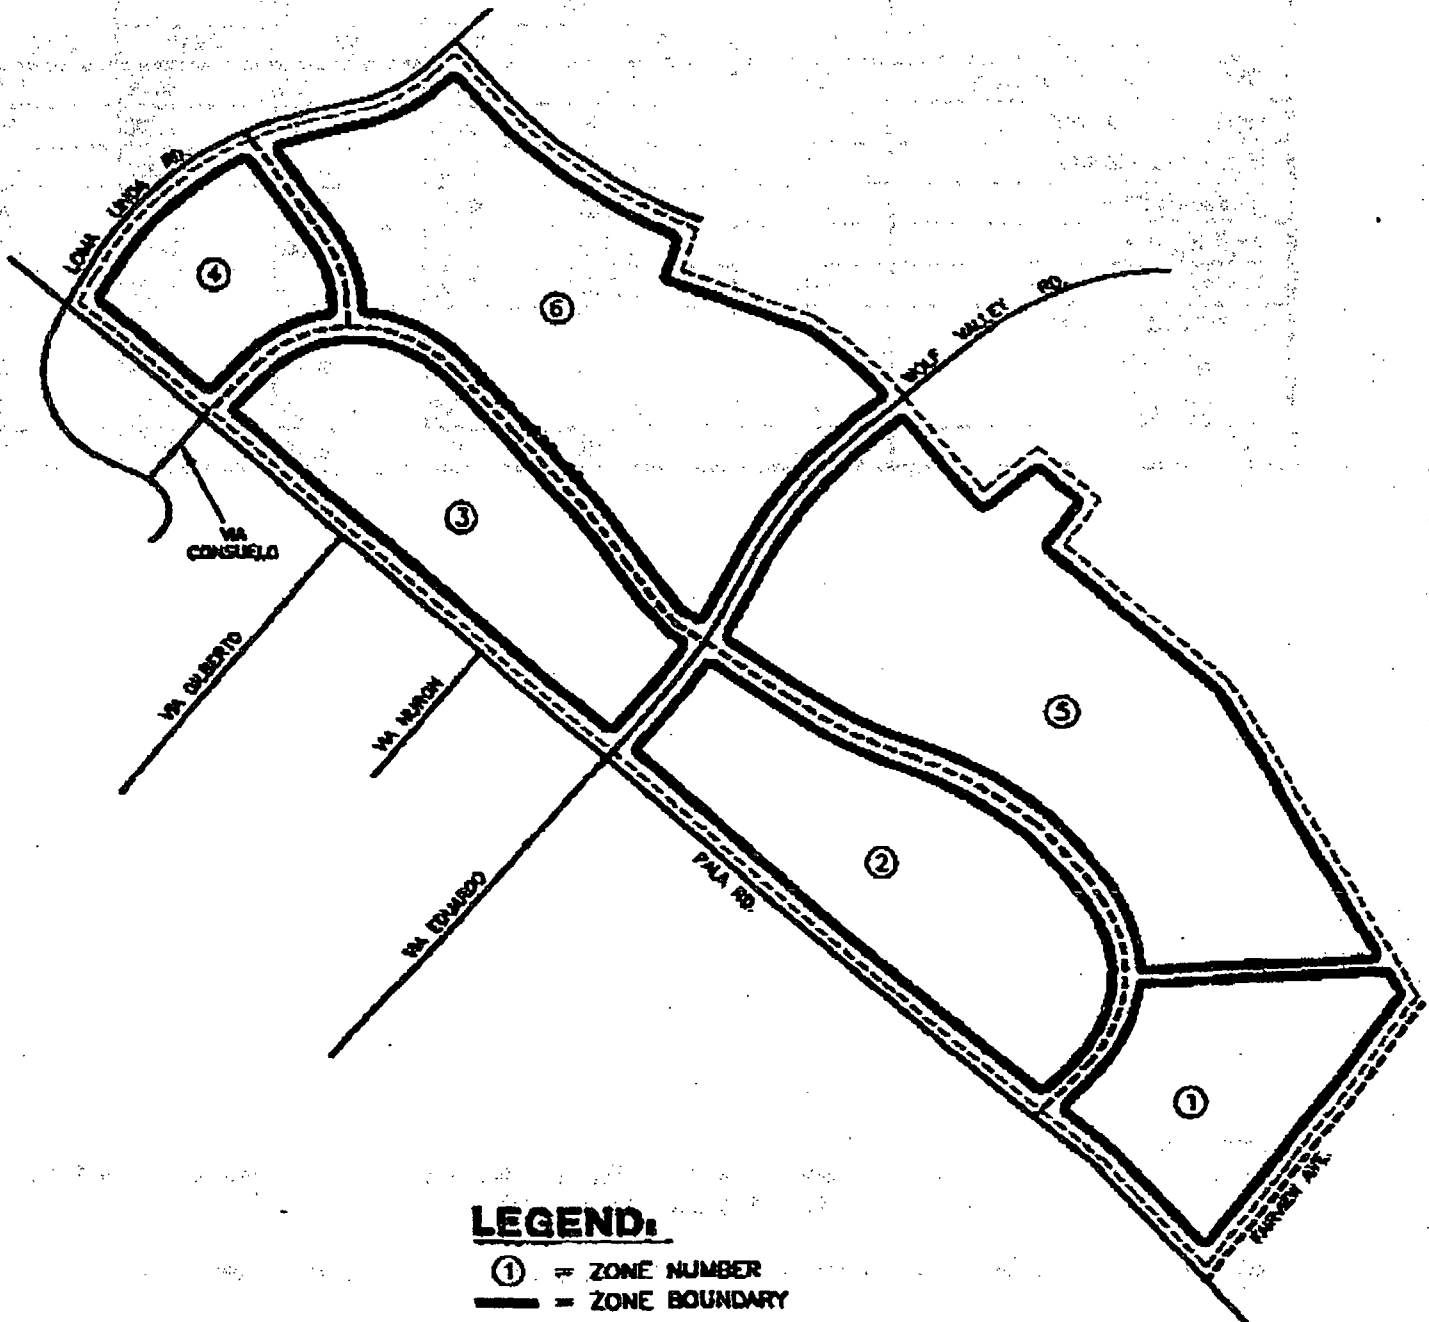 LOMA LINDA RD.
④
⑥
WOLF VALLEY RD.
③
VIA
CONSUELO
VIA GILBERTO
VIA HURON
⑤
②
PALA RD.
VIA EDUARDO
①
FAIRVIEW AVE.
LEGEND:
① = ZONE NUMBER
= ZONE BOUNDARY